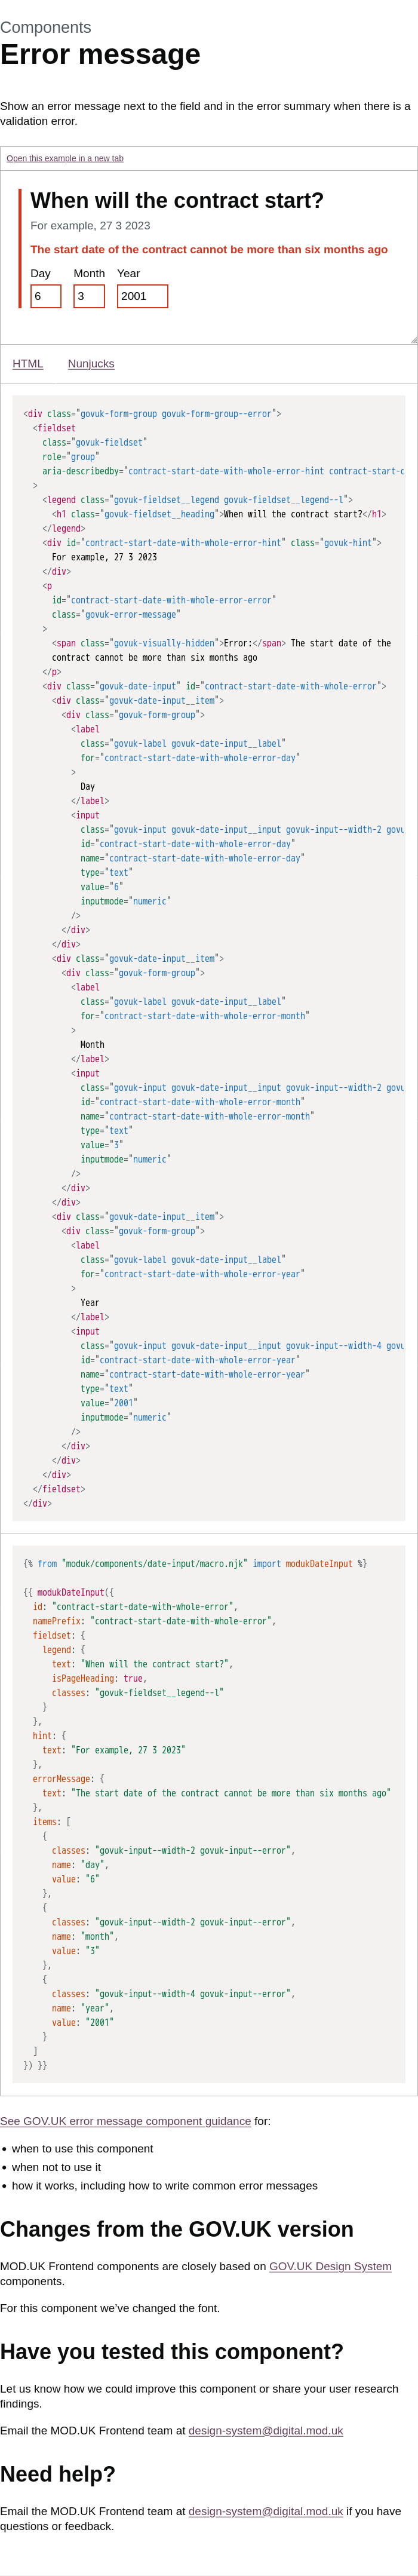 Components
Error message
Show an error message next to the field and in the error summary when there is a
validation error.
Open this example in a new tab
When will the contract start?
For example, 27 3 2023
The start date of the contract cannot be more than six months ago
Day Month Year
6 3 2001
HTML Nunjucks
<div class="govuk-form-group govuk-form-group--error">
  <fieldset
    class="govuk-fieldset"
    role="group"
    aria-describedby="contract-start-date-with-whole-error-hint contract-start-
  >
    <legend class="govuk-fieldset__legend govuk-fieldset__legend--l">
      <h1 class="govuk-fieldset__heading">When will the contract start?</h1>
    </legend>
    <div id="contract-start-date-with-whole-error-hint" class="govuk-hint">
      For example, 27 3 2023
    </div>
    <p
      id="contract-start-date-with-whole-error-error"
      class="govuk-error-message"
    >
      <span class="govuk-visually-hidden">Error:</span> The start date of the
      contract cannot be more than six months ago
    </p>
    <div class="govuk-date-input" id="contract-start-date-with-whole-error">
      <div class="govuk-date-input__item">
        <div class="govuk-form-group">
          <label
            class="govuk-label govuk-date-input__label"
            for="contract-start-date-with-whole-error-day"
          >
            Day
          </label>
          <input
            class="govuk-input govuk-date-input__input govuk-input--width-2 govu
            id="contract-start-date-with-whole-error-day"
            name="contract-start-date-with-whole-error-day"
            type="text"
            value="6"
            inputmode="numeric"
          />
        </div>
      </div>
      <div class="govuk-date-input__item">
        <div class="govuk-form-group">
          <label
            class="govuk-label govuk-date-input__label"
            for="contract-start-date-with-whole-error-month"
          >
            Month
          </label>
          <input
            class="govuk-input govuk-date-input__input govuk-input--width-2 govu
            id="contract-start-date-with-whole-error-month"
            name="contract-start-date-with-whole-error-month"
            type="text"
            value="3"
            inputmode="numeric"
          />
        </div>
      </div>
      <div class="govuk-date-input__item">
        <div class="govuk-form-group">
          <label
            class="govuk-label govuk-date-input__label"
            for="contract-start-date-with-whole-error-year"
          >
            Year
          </label>
          <input
            class="govuk-input govuk-date-input__input govuk-input--width-4 govu
            id="contract-start-date-with-whole-error-year"
            name="contract-start-date-with-whole-error-year"
            type="text"
            value="2001"
            inputmode="numeric"
          />
        </div>
      </div>
    </div>
  </fieldset>
</div>
{% from "moduk/components/date-input/macro.njk" import modukDateInput %}
{{ modukDateInput({
  id: "contract-start-date-with-whole-error",
  namePrefix: "contract-start-date-with-whole-error",
  fieldset: {
    legend: {
      text: "When will the contract start?",
      isPageHeading: true,
      classes: "govuk-fieldset__legend--l"
    }
  },
  hint: {
    text: "For example, 27 3 2023"
  },
  errorMessage: {
    text: "The start date of the contract cannot be more than six months ago"
  },
  items: [
    {
      classes: "govuk-input--width-2 govuk-input--error",
      name: "day",
      value: "6"
    },
    {
      classes: "govuk-input--width-2 govuk-input--error",
      name: "month",
      value: "3"
    },
    {
      classes: "govuk-input--width-4 govuk-input--error",
      name: "year",
      value: "2001"
    }
  ]
}) }}
See GOV.UK error message component guidance for:
• when to use this component
• when not to use it
• how it works, including how to write common error messages
Changes from the GOV.UK version
MOD.UK Frontend components are closely based on GOV.UK Design System
components.
For this component we’ve changed the font.
Have you tested this component?
Let us know how we could improve this component or share your user research
findings.
Email the MOD.UK Frontend team at design-system@digital.mod.uk
Need help?
Email the MOD.UK Frontend team at design-system@digital.mod.uk if you have
questions or feedback.